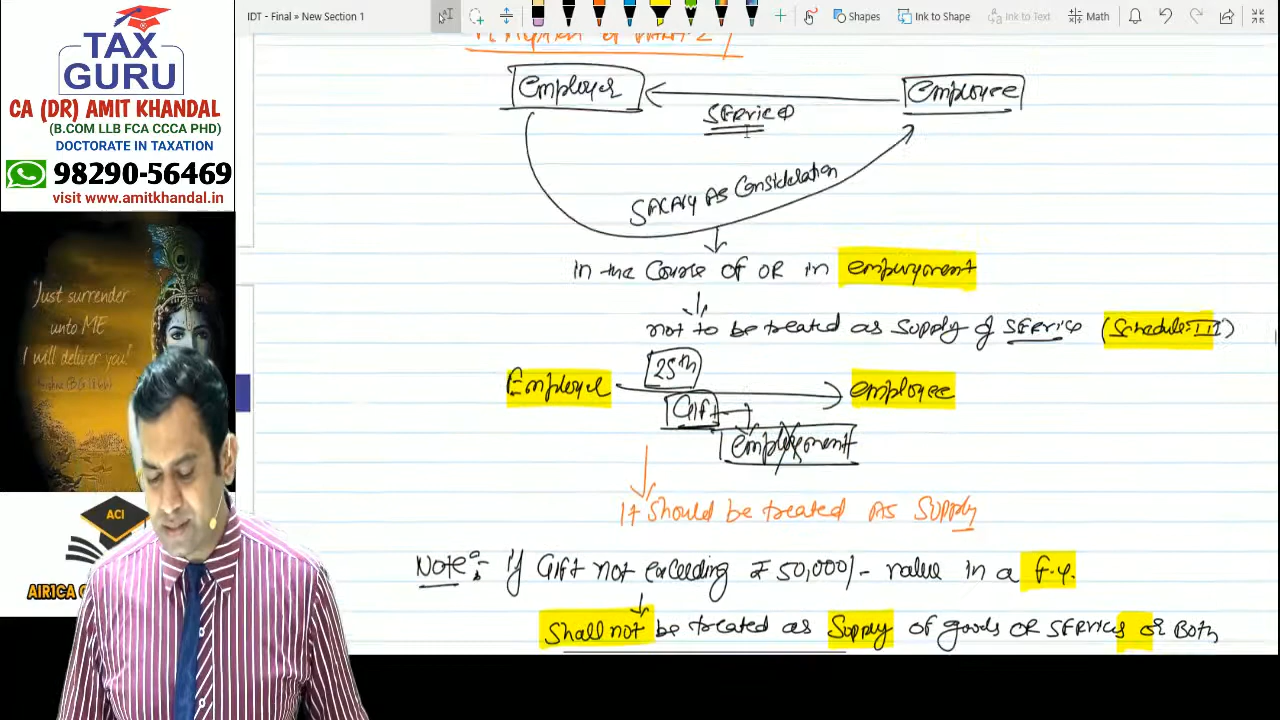 IDT - Final » New Section 1
Shapes
Ink to Shape
Ink to Text
Math
TAX
GURU
CA (DR) AMIT KHANDAL
(B.COM LLB FCA CCCA PHD)
DOCTORATE IN TAXATION
98290-56469
visit www.amitkhandal.in
"Just surrender
unto ME
I will deliver you!"
ACI
Employer
Employee
SERVICE
SALARY AS Consideration
In the Course of OR in employment
not to be treated as supply of SERVICE (Schedule III)
25th
Employer
employee
Gift
employment
It Should be treated As Supply
Note:- If Gift not exceeding ₹ 50,000/- value in a F.Y.
Shall not be treated as Supply of goods OR SERVICES or Both